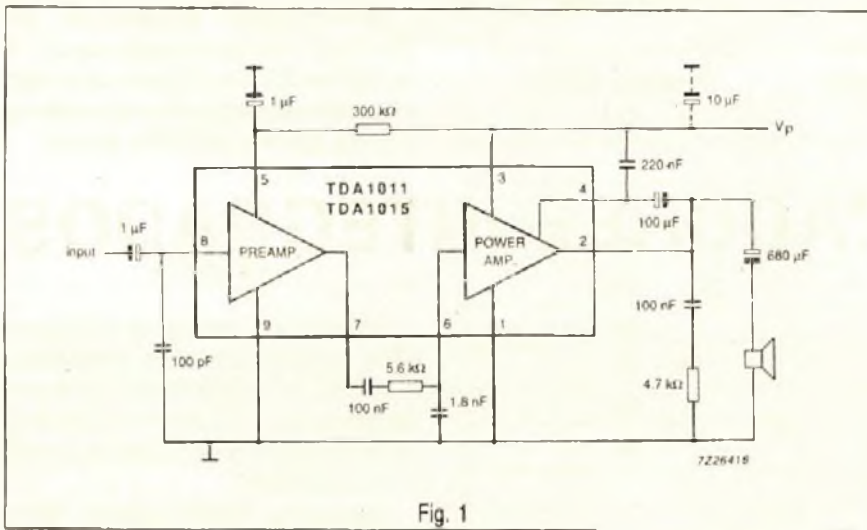 1 µF
300 kΩ
10 µF
Vp
220 nF
5
TDA1011
TDA1015
3
4
100 µF
1 µF
input
8
PREAMP.
POWER
AMP.
2
680 µF
9
7
6
1
100 nF
100 pF
5.6 kΩ
100 nF
1.8 nF
4.7 kΩ
7Z26416
Fig. 1